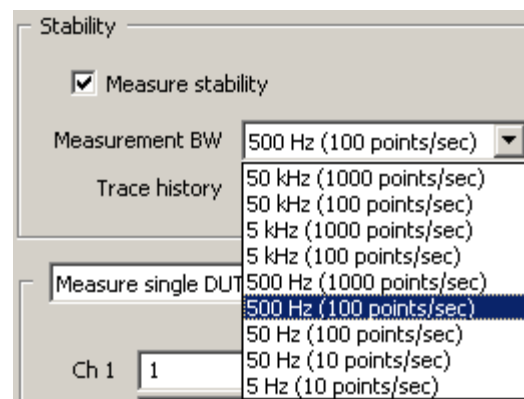 Stability
Measure stability
Measurement BW 500 Hz (100 points/sec)
Trace history
50 kHz (1000 points/sec)
50 kHz (100 points/sec)
5 kHz (1000 points/sec)
5 kHz (100 points/sec)
500 Hz (1000 points/sec)
500 Hz (100 points/sec)
50 Hz (100 points/sec)
50 Hz (10 points/sec)
5 Hz (10 points/sec)
Measure single DUT
Ch 1 1